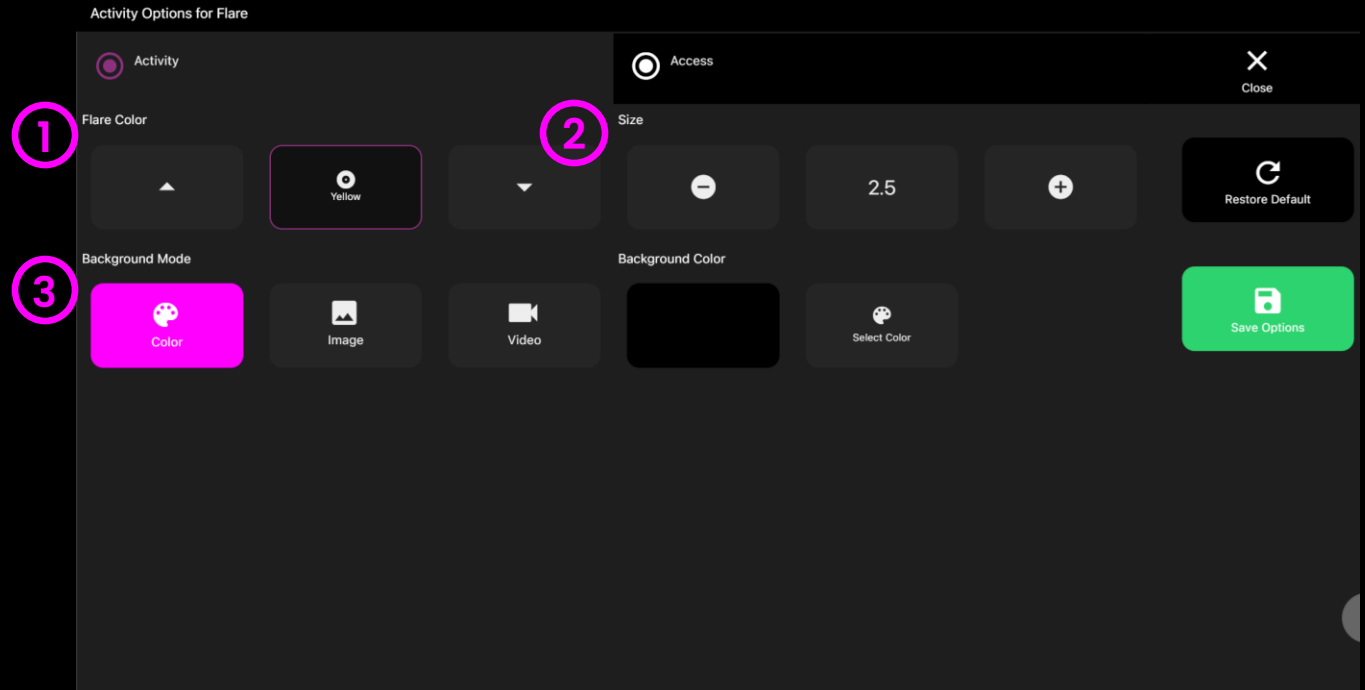 Activity Options for Flare
Activity
Access
Close
1
Flare Color
2
Size
Yellow
2.5
Restore Default
3
Background Mode
Background Color
Color
Image
Video
Select Color
Save Options